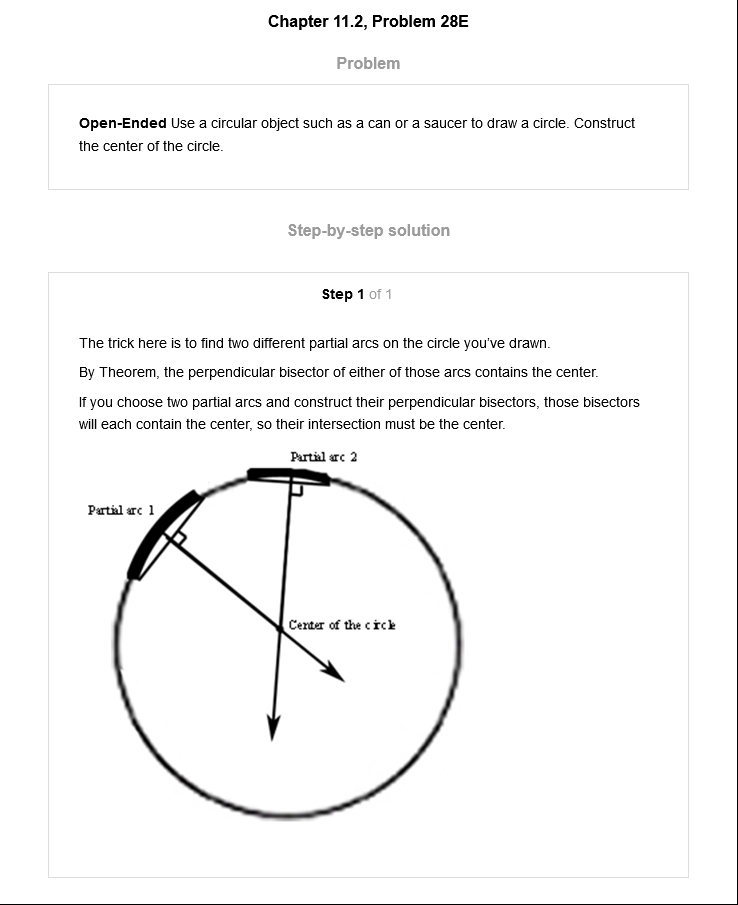 Chapter 11.2, Problem 28E
Problem
Open-Ended Use a circular object such as a can or a saucer to draw a circle. Construct
the center of the circle.
Step-by-step solution
Step 1 of 1
The trick here is to find two different partial arcs on the circle you’ve drawn.
By Theorem, the perpendicular bisector of either of those arcs contains the center.
If you choose two partial arcs and construct their perpendicular bisectors, those bisectors
will each contain the center, so their intersection must be the center.
Partial arc 2
Partial arc 1
Center of the circle